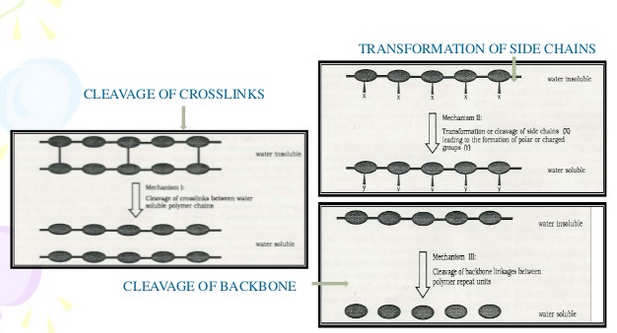 TRANSFORMATION OF SIDE CHAINS
CLEAVAGE OF CROSSLINKS
water insoluble
Mechanism I:
Cleavage of crosslinks between water
soluble polymer chains
water soluble
water insoluble
X X X X X
Mechanism II:
Transformation or cleavage of side chains (X)
leading to the formation of polar or charged
groups (Y)
water soluble
y y y y y
water insoluble
Mechanism III:
Cleavage of backbone linkages between
polymer repeat units
water soluble
CLEAVAGE OF BACKBONE